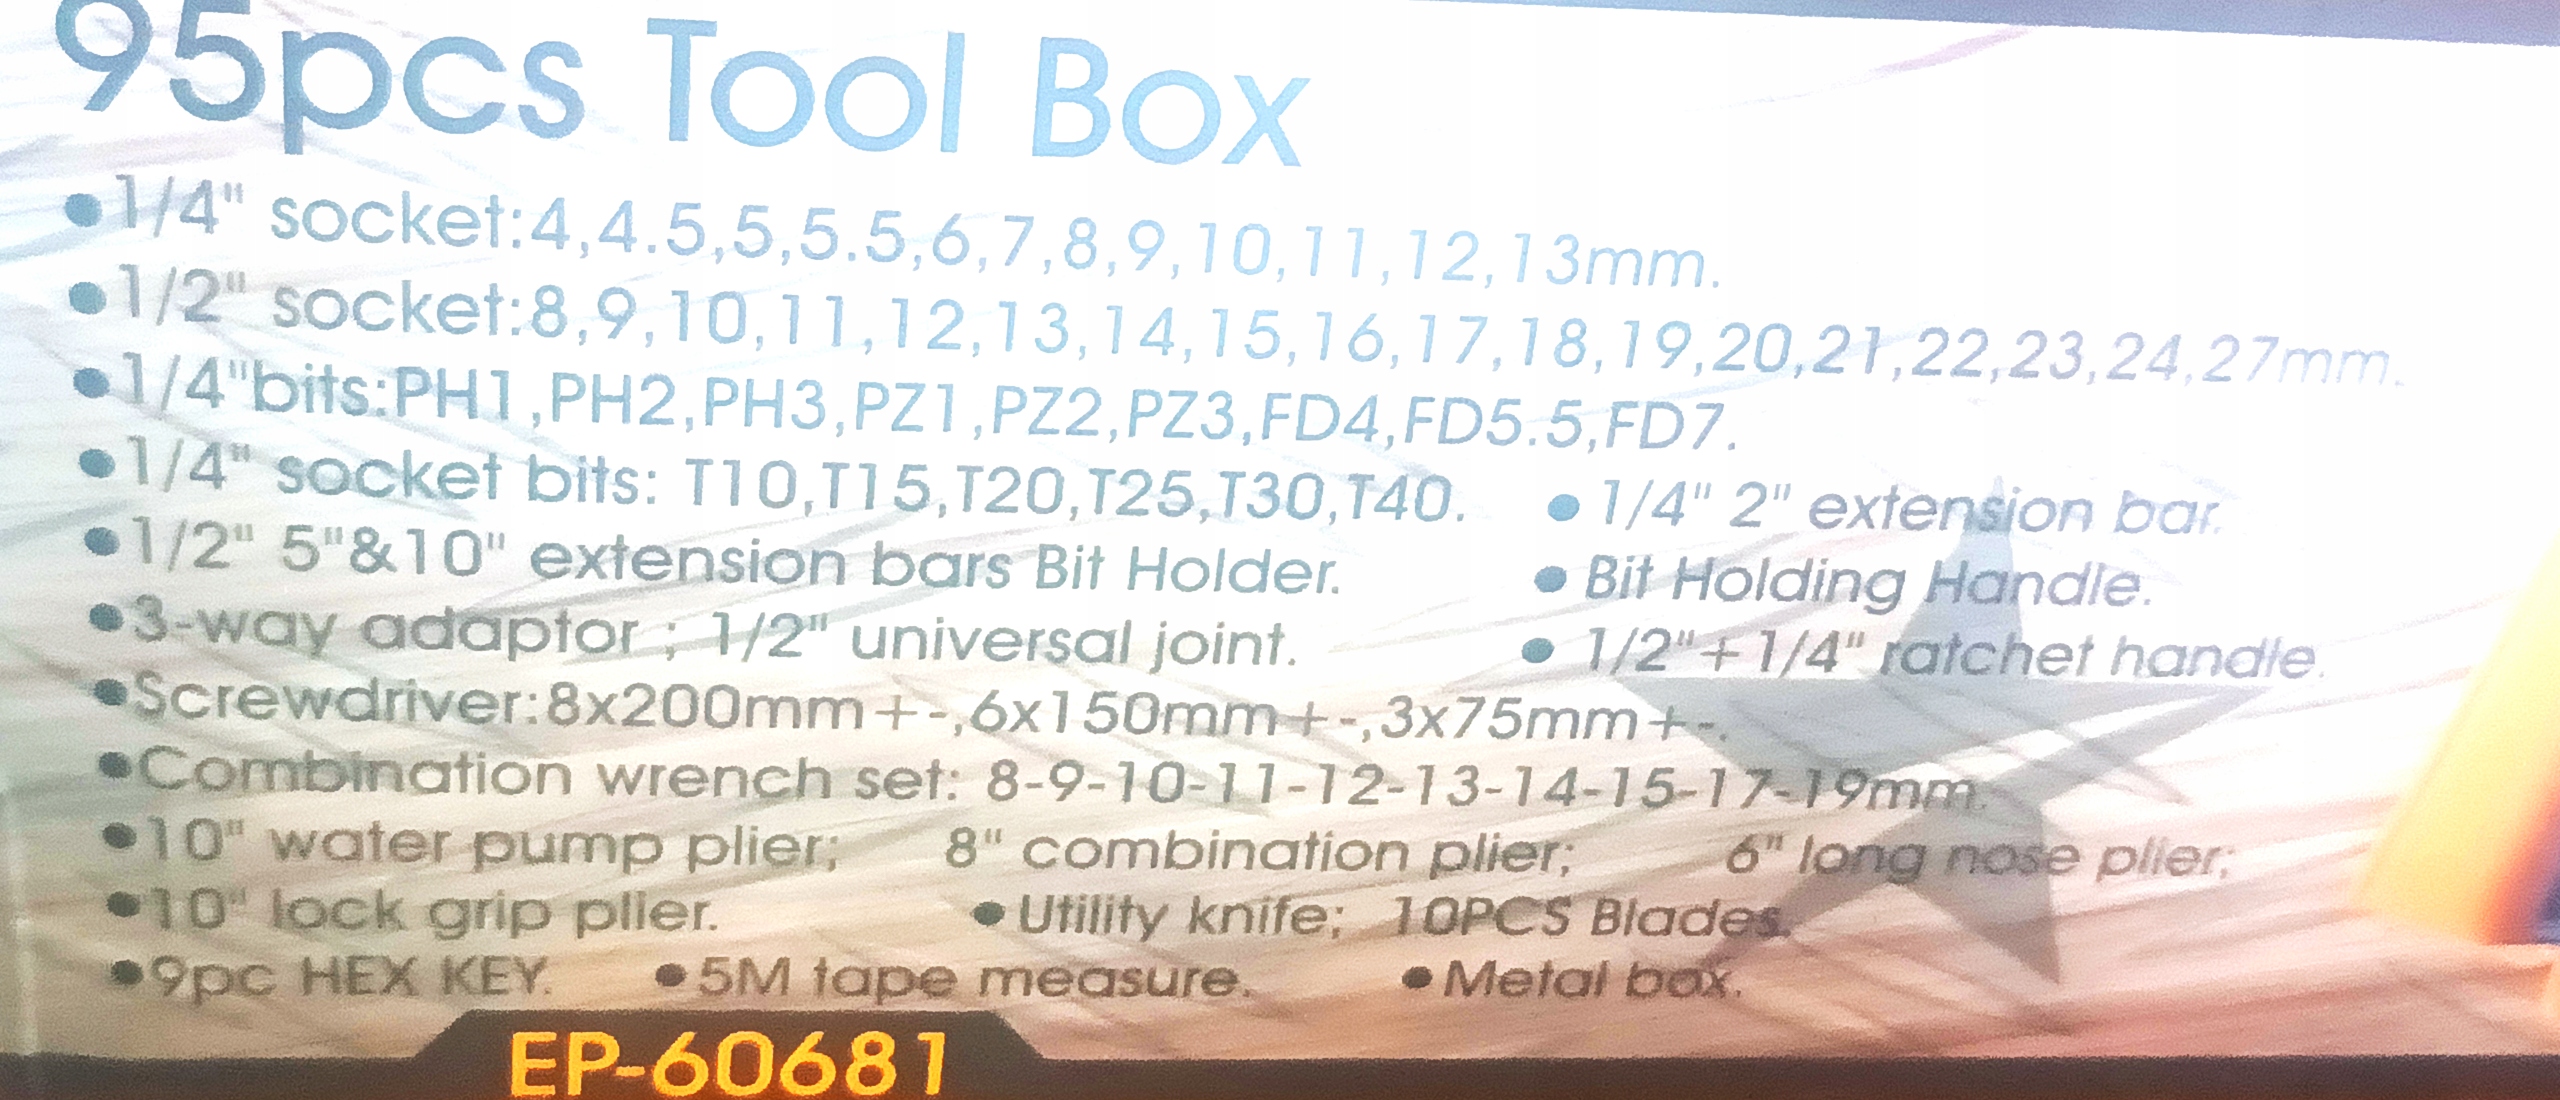 95pcs Tool Box
●1/4" socket:4,4.5,5,5.5,6,7,8,9,10,11,12,13mm.
●1/2" socket:8,9,10,11,12,13,14,15,16,17,18,19,20,21,22,23,24,27mm.
●1/4"bits:PH1,PH2,PH3,PZ1,PZ2,PZ3,FD4,FD5.5,FD7.
●1/4" socket bits: T10,T15,T20,T25,T30,T40. ● 1/4" 2" extension bar.
●1/2" 5"&10" extension bars Bit Holder. ● Bit Holding Handle.
●3-way adaptor ; 1/2" universal joint. ● 1/2"+1/4" ratchet handle.
●Screwdriver:8x200mm+-,6x150mm+-,3x75mm+-.
●Combination wrench set: 8-9-10-11-12-13-14-15-17-19mm.
●10" water pump plier; 8" combination plier; 6" long nose plier;
●10" lock grip plier. ●Utility knife; 10PCS Blades.
●9pc HEX KEY. ●5M tape measure. ●Metal box.
EP-60681